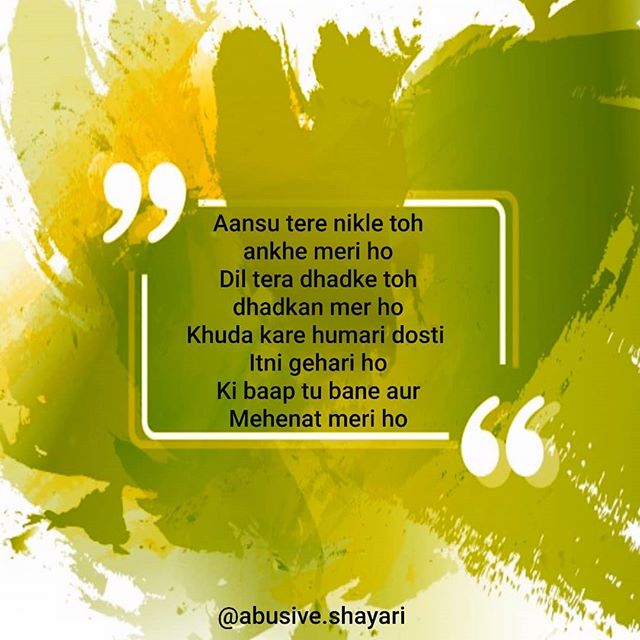 Aansu tere nikle toh
ankhe meri ho
Dil tera dhadke toh
dhadkan mer ho
Khuda kare humari dosti
Itni gehari ho
Ki baap tu bane aur
Mehenat meri ho
@abusive.shayari